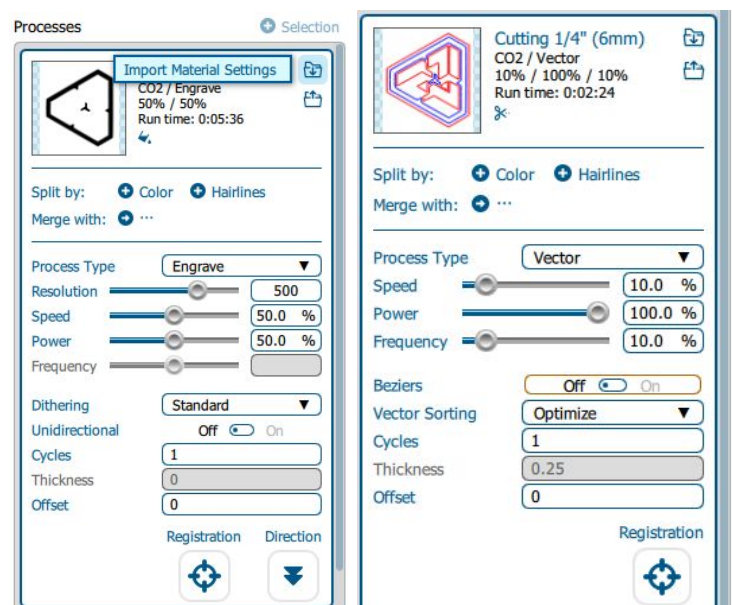 Processes
Selection
Import Material Settings
CO2 / Engrave
50% / 50%
Run time: 0:05:36
Split by: Color Hairlines
Merge with: ...
Process Type Engrave
Resolution 500
Speed 50.0 %
Power 50.0 %
Frequency
Dithering Standard
Unidirectional Off On
Cycles 1
Thickness 0
Offset 0
Registration Direction
Cutting 1/4" (6mm)
CO2 / Vector
10% / 100% / 10%
Run time: 0:02:24
Split by: Color Hairlines
Merge with: ...
Process Type Vector
Speed 10.0 %
Power 100.0 %
Frequency 10.0 %
Beziers Off On
Vector Sorting Optimize
Cycles 1
Thickness 0.25
Offset 0
Registration